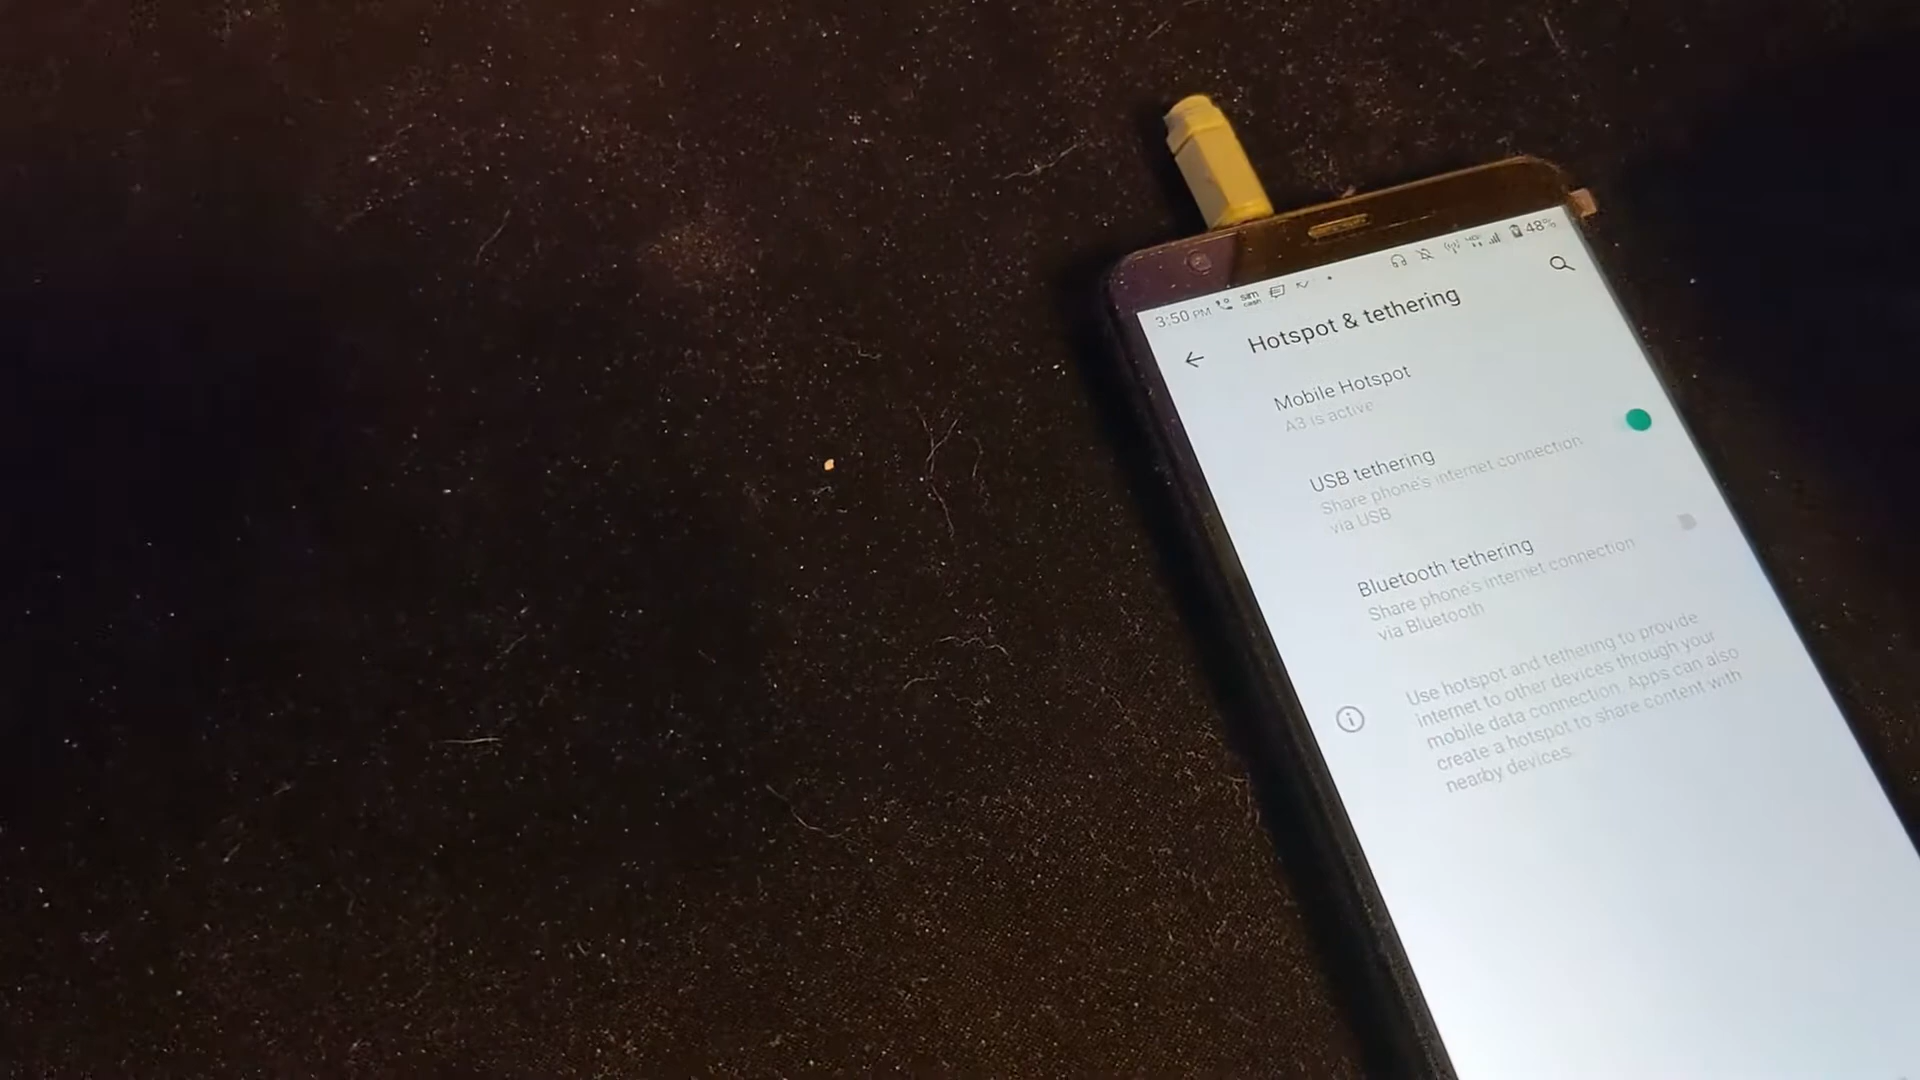 3:50 PM
48%
Hotspot & tethering
Mobile Hotspot
A3 is active
USB tethering
Share phone's internet connection
via USB
Bluetooth tethering
Share phone's internet connection
via Bluetooth
Use hotspot and tethering to provide
internet to other devices through your
mobile data connection. Apps can also
create a hotspot to share content with
nearby devices.